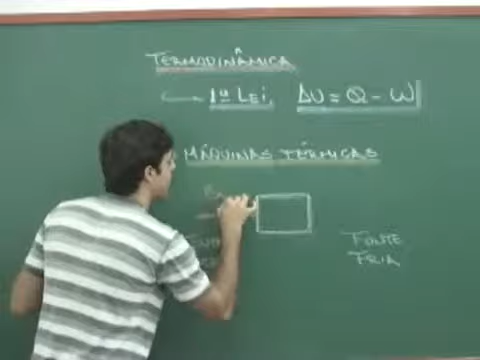 TERMODINÂMICA
1ª LEI ΔU = Q - W
MÁQUINAS TÉRMICAS
FONTE
FRIA